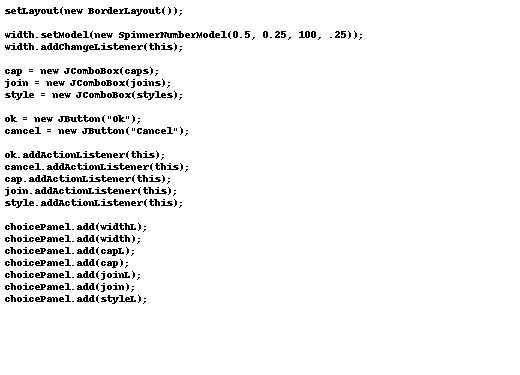 setLayout(new BorderLayout());
width.setModel(new SpinnerNumberModel(0.5, 0.25, 100, .25));
width.addChangeListener(this);
cap = new JComboBox(caps);
join = new JComboBox(joins);
style = new JComboBox(styles);
ok = new JButton("Ok");
cancel = new JButton("Cancel");
ok.addActionListener(this);
cancel.addActionListener(this);
cap.addActionListener(this);
join.addActionListener(this);
style.addActionListener(this);
choicePanel.add(widthL);
choicePanel.add(width);
choicePanel.add(capL);
choicePanel.add(cap);
choicePanel.add(joinL);
choicePanel.add(join);
choicePanel.add(styleL);